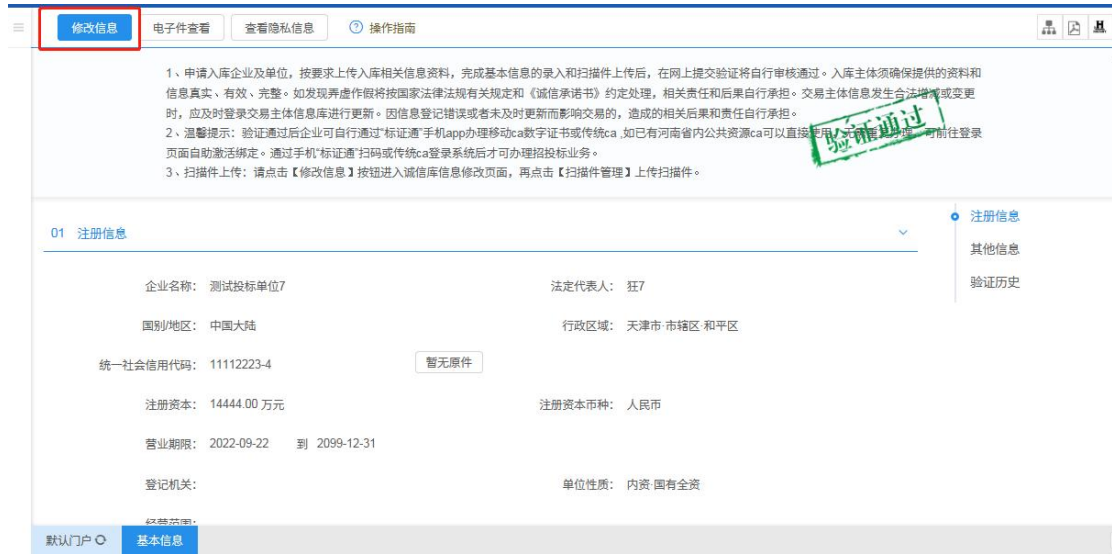 修改信息 电子件查看 查看隐私信息 ? 操作指南
1、申请入库企业及单位，按要求上传入库相关信息资料，完成基本信息的录入和扫描件上传后，在网上提交验证将自行审核通过。入库主体须确保提供的资料和
信息真实、有效、完整。如发现弄虚作假将按国家法律法规有关规定和《诚信承诺书》约定处理，相关责任和后果自行承担。交易主体信息发生合法增减或变更
时，应及时登录交易主体信息库进行更新。因信息登记错误或者未及时更新而影响交易的，造成的相关后果和责任自行承担。
2、温馨提示：验证通过后企业可自行通过“标证通”手机app办理移动ca数字证书或传统ca ,如已有河南省内公共资源ca可以直接使用，无需重复办理，可前往登录
页面自助激活绑定。通过手机“标证通”扫码或传统ca登录系统后才可办理招投标业务。
3、扫描件上传：请点击【修改信息】按钮进入诚信库信息修改页面，再点击【扫描件管理】上传扫描件。
验证通过
01 注册信息
注册信息
其他信息
验证历史
企业名称： 测试投标单位7 法定代表人： 狂7
国别/地区： 中国大陆 行政区域： 天津市·市辖区·和平区
统一社会信用代码： 11112223-4 暂无原件
注册资本： 14444.00 万元 注册资本币种： 人民币
营业期限： 2022-09-22 到 2099-12-31
登记机关： 单位性质： 内资·国有全资
经营范围：
默认门户 基本信息